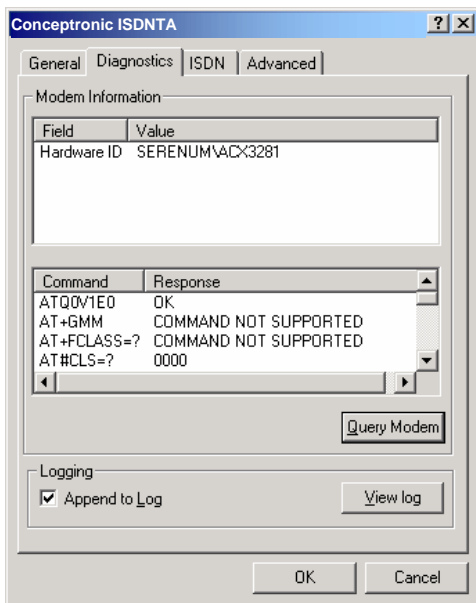 Conceptronic ISDNTA
General Diagnostics ISDN Advanced
Modem Information
Field Value
Hardware ID SERENUM\ACX3281
Command Response
ATQ0V1E0 OK
AT+GMM COMMAND NOT SUPPORTED
AT+FCLASS=? COMMAND NOT SUPPORTED
AT#CLS=? 0000
Query Modem
Logging
Append to Log View log
OK Cancel